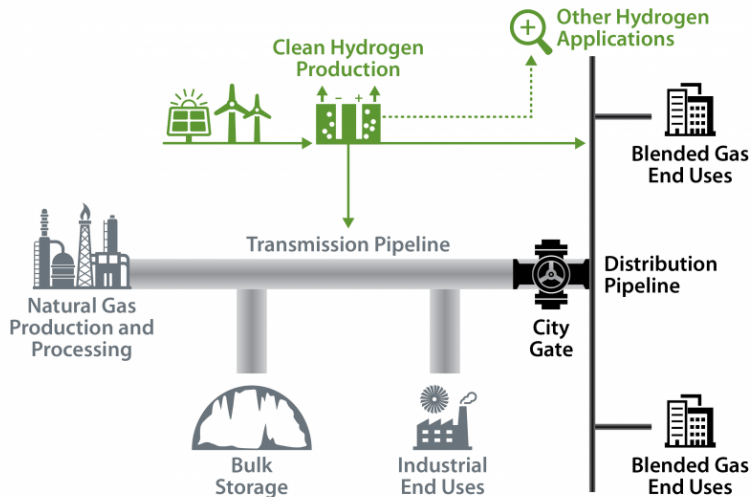 Other Hydrogen
Applications
Clean Hydrogen
Production
– +
Blended Gas
End Uses
Transmission Pipeline
Distribution
Pipeline
Natural Gas
Production and
Processing
City
Gate
Bulk
Storage
Industrial
End Uses
Blended Gas
End Uses